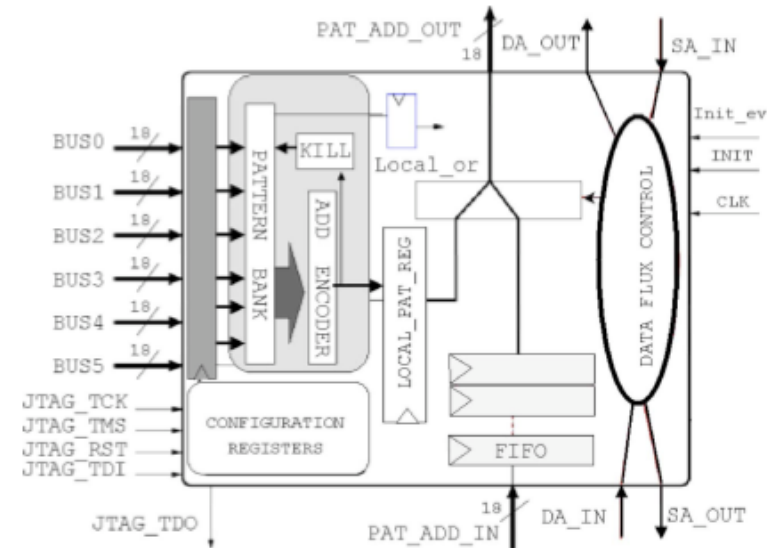 PAT_ADD_OUT
18
DA_OUT
SA_IN
BUS0
18
BUS1
18
BUS2
18
BUS3
18
BUS4
18
BUS5
18
PATTERN BANK
KILL
ADD ENCODER
Local_or
LOCAL_PAT_REG
DATA FLUX CONTROL
Init_ev
INIT
CLK
JTAG_TCK
JTAG_TMS
JTAG_RST
JTAG_TDI
CONFIGURATION
REGISTERS
FIFO
JTAG_TDO
18
PAT_ADD_IN
DA_IN
SA_OUT